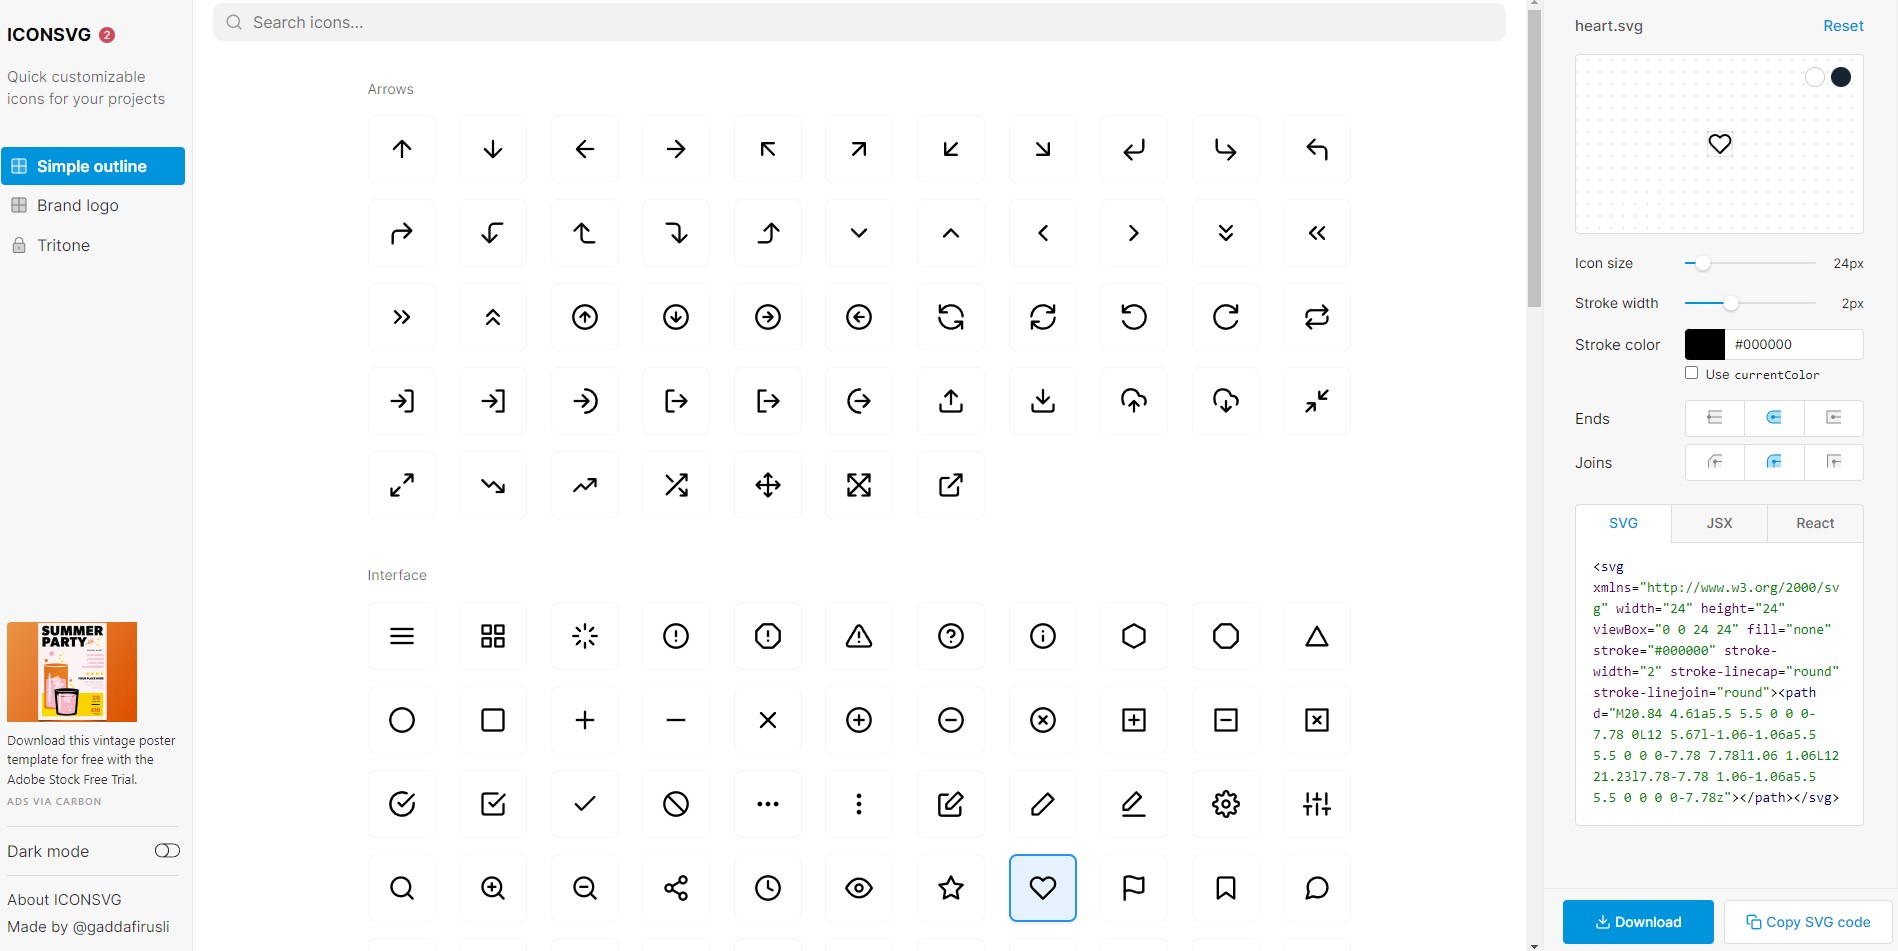 ICONSVG 2
Quick customizable
icons for your projects
Simple outline
Brand logo
Tritone
SUMMER
PARTY
Download this vintage poster
template for free with the
Adobe Stock Free Trial.
ADS VIA CARBON
Dark mode
About ICONSVG
Made by @gaddafirusli
Search icons...
Arrows
Interface
heart.svg
Reset
Icon size 24px
Stroke width 2px
Stroke color #000000
Use currentColor
Ends
Joins
SVG JSX React
<svg
xmlns="http://www.w3.org/2000/sv
g" width="24" height="24"
viewBox="0 0 24 24" fill="none"
stroke="#000000" stroke-
width="2" stroke-linecap="round"
stroke-linejoin="round"><path
d="M20.84 4.61a5.5 5.5 0 0 0-
7.78 0L12 5.67l-1.06-1.06a5.5
5.5 0 0 0-7.78 7.78l1.06 1.06L12
21.23l7.78-7.78 1.06-1.06a5.5
5.5 0 0 0 0-7.78z"></path></svg>
Download
Copy SVG code